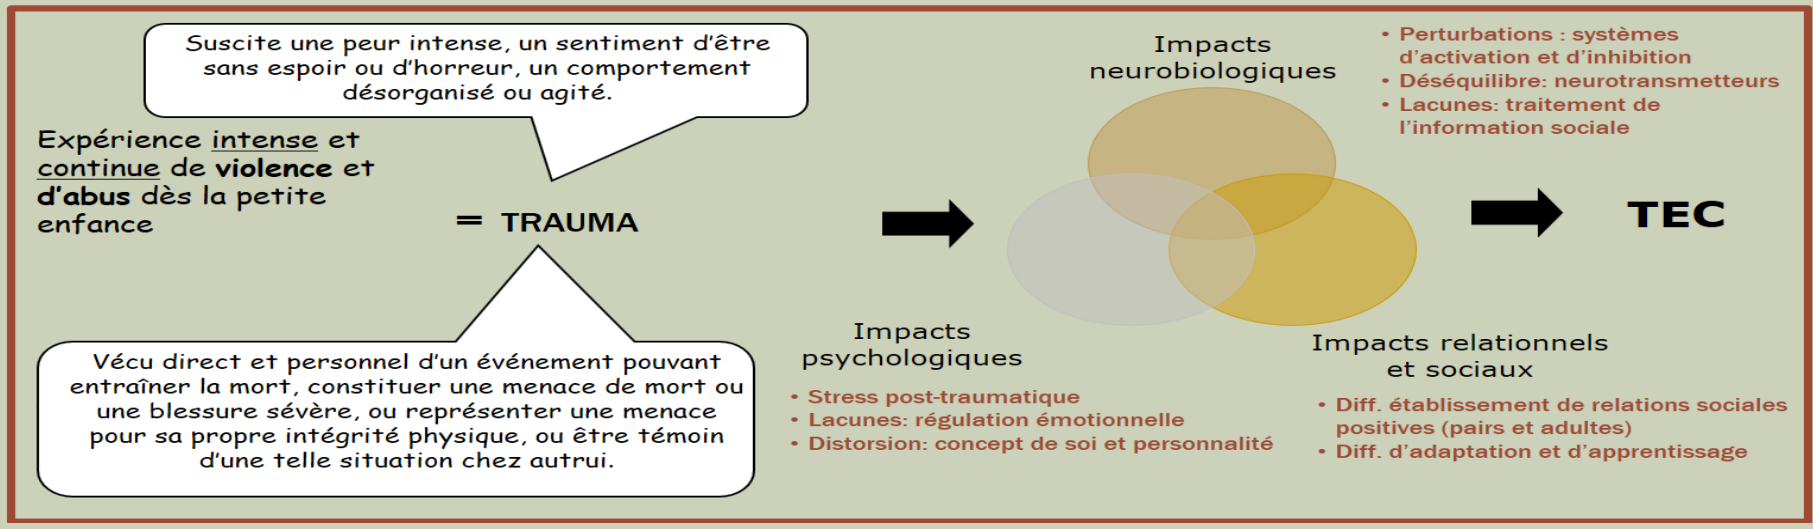 Suscite une peur intense, un sentiment d'être
sans espoir ou d'horreur, un comportement
désorganisé ou agité.
Expérience intense et
continue de violence et
d'abus dès la petite
enfance
= TRAUMA
Vécu direct et personnel d'un événement pouvant
entraîner la mort, constituer une menace de mort ou
une blessure sévère, ou représenter une menace
pour sa propre intégrité physique, ou être témoin
d'une telle situation chez autrui.
Impacts
neurobiologiques
• Perturbations : systèmes
d'activation et d'inhibition
• Déséquilibre: neurotransmetteurs
• Lacunes: traitement de
l'information sociale
Impacts
psychologiques
• Stress post-traumatique
• Lacunes: régulation émotionnelle
• Distorsion: concept de soi et personnalité
Impacts relationnels
et sociaux
• Diff. établissement de relations sociales
positives (pairs et adultes)
• Diff. d'adaptation et d'apprentissage
TEC